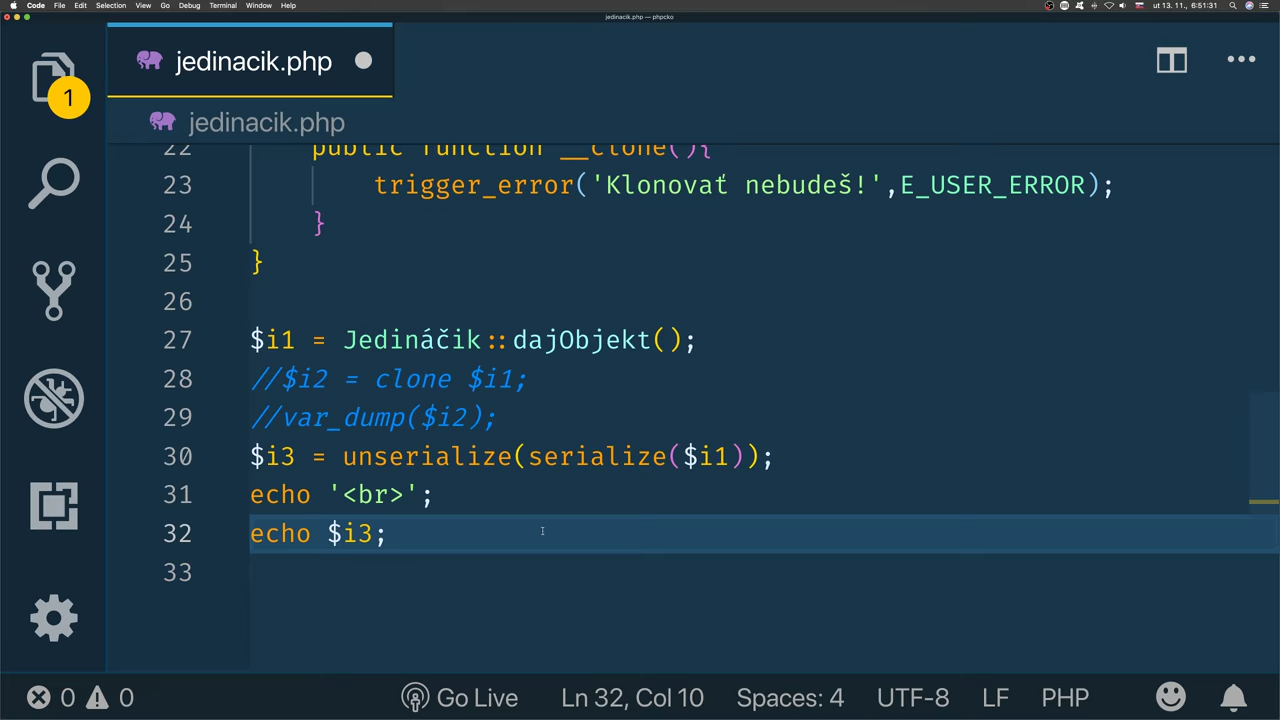 Code File Edit Selection View Go Debug Terminal Window Help ut 13. 11., 6:51:31
jedinacik.php — phpcko
jedinacik.php
1
jedinacik.php
22 public function __clone(){
23 trigger_error('Klonovať nebudeš!',E_USER_ERROR);
24 }
25 }
26
27 $i1 = Jedináčik::dajObjekt();
28 //$i2 = clone $i1;
29 //var_dump($i2);
30 $i3 = unserialize(serialize($i1));
31 echo '<br>';
32 echo $i3;
33
0 0 Go Live Ln 32, Col 10 Spaces: 4 UTF-8 LF PHP